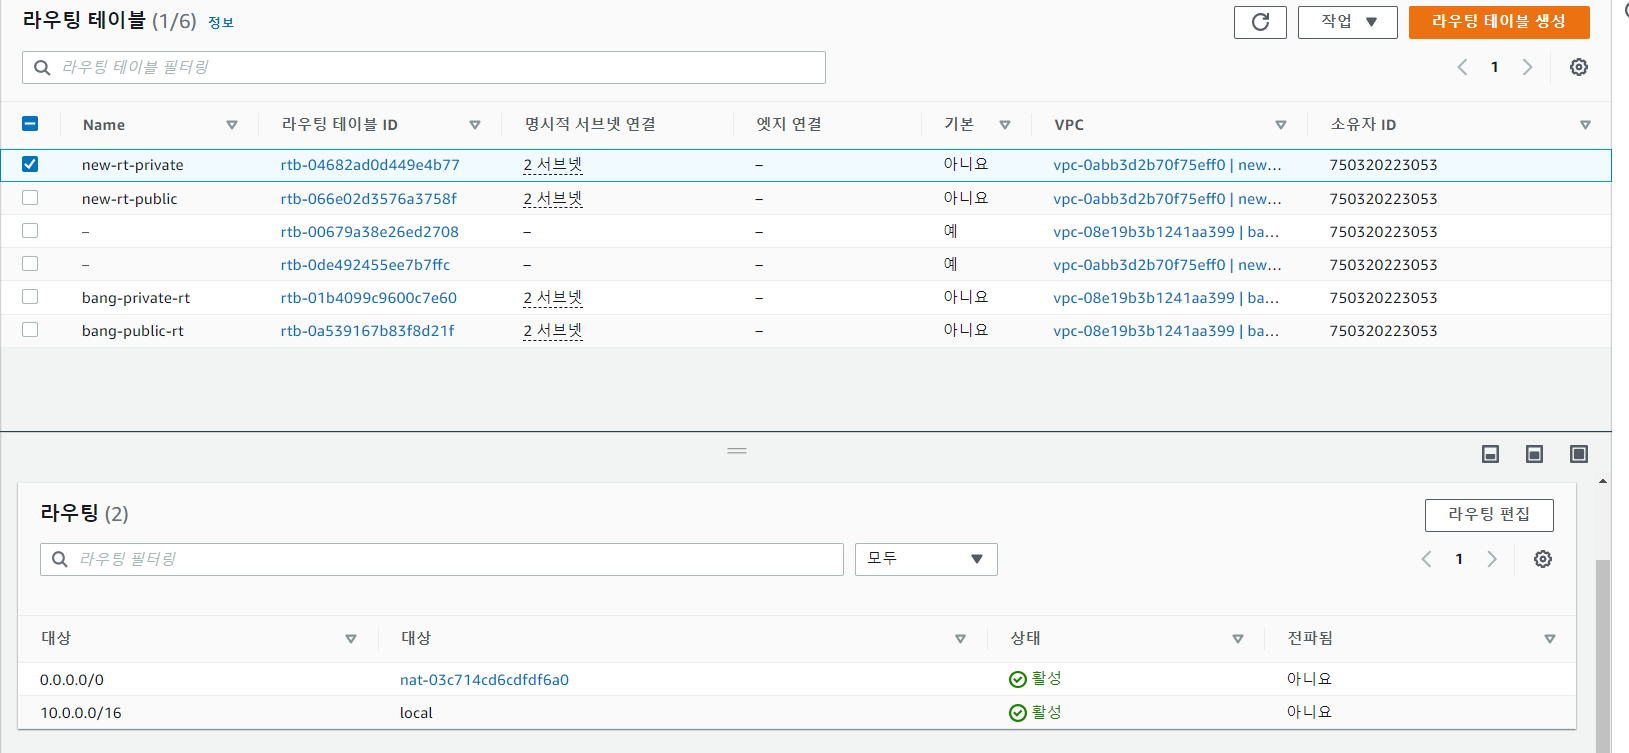 라우팅 테이블 (1/6) 정보
작업
라우팅 테이블 생성
라우팅 테이블 필터링
1
Name 라우팅 테이블 ID 명시적 서브넷 연결 엣지 연결 기본 VPC 소유자 ID
new-rt-private rtb-04682ad0d449e4b77 2 서브넷 – 아니요 vpc-0abb3d2b70f75eff0 | new... 750320223053
new-rt-public rtb-066e02d3576a3758f 2 서브넷 – 아니요 vpc-0abb3d2b70f75eff0 | new... 750320223053
– rtb-00679a38e26ed2708 – – 예 vpc-08e19b3b1241aa399 | ba... 750320223053
– rtb-0de492455ee7b7ffc – – 예 vpc-0abb3d2b70f75eff0 | new... 750320223053
bang-private-rt rtb-01b4099c9600c7e60 2 서브넷 – 아니요 vpc-08e19b3b1241aa399 | ba... 750320223053
bang-public-rt rtb-0a539167b83f8d21f 2 서브넷 – 아니요 vpc-08e19b3b1241aa399 | ba... 750320223053
라우팅 (2)
라우팅 편집
라우팅 필터링
모두
1
대상 대상 상태 전파됨
0.0.0.0/0 nat-03c714cd6cdfdf6a0 활성 아니요
10.0.0.0/16 local 활성 아니요